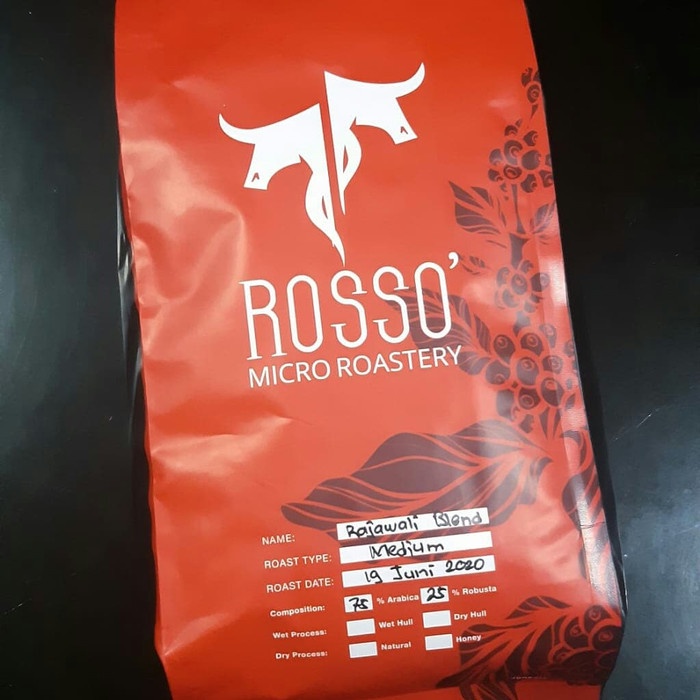 ROSSO'
MICRO ROASTERY
NAME: Rajawali Blend
ROAST TYPE: Medium
ROAST DATE: 19 Juni 2020
Composition: 75 % Arabica 25 % Robusta
Wet Process: Wet Hull Dry Hull
Dry Process: Natural Honey